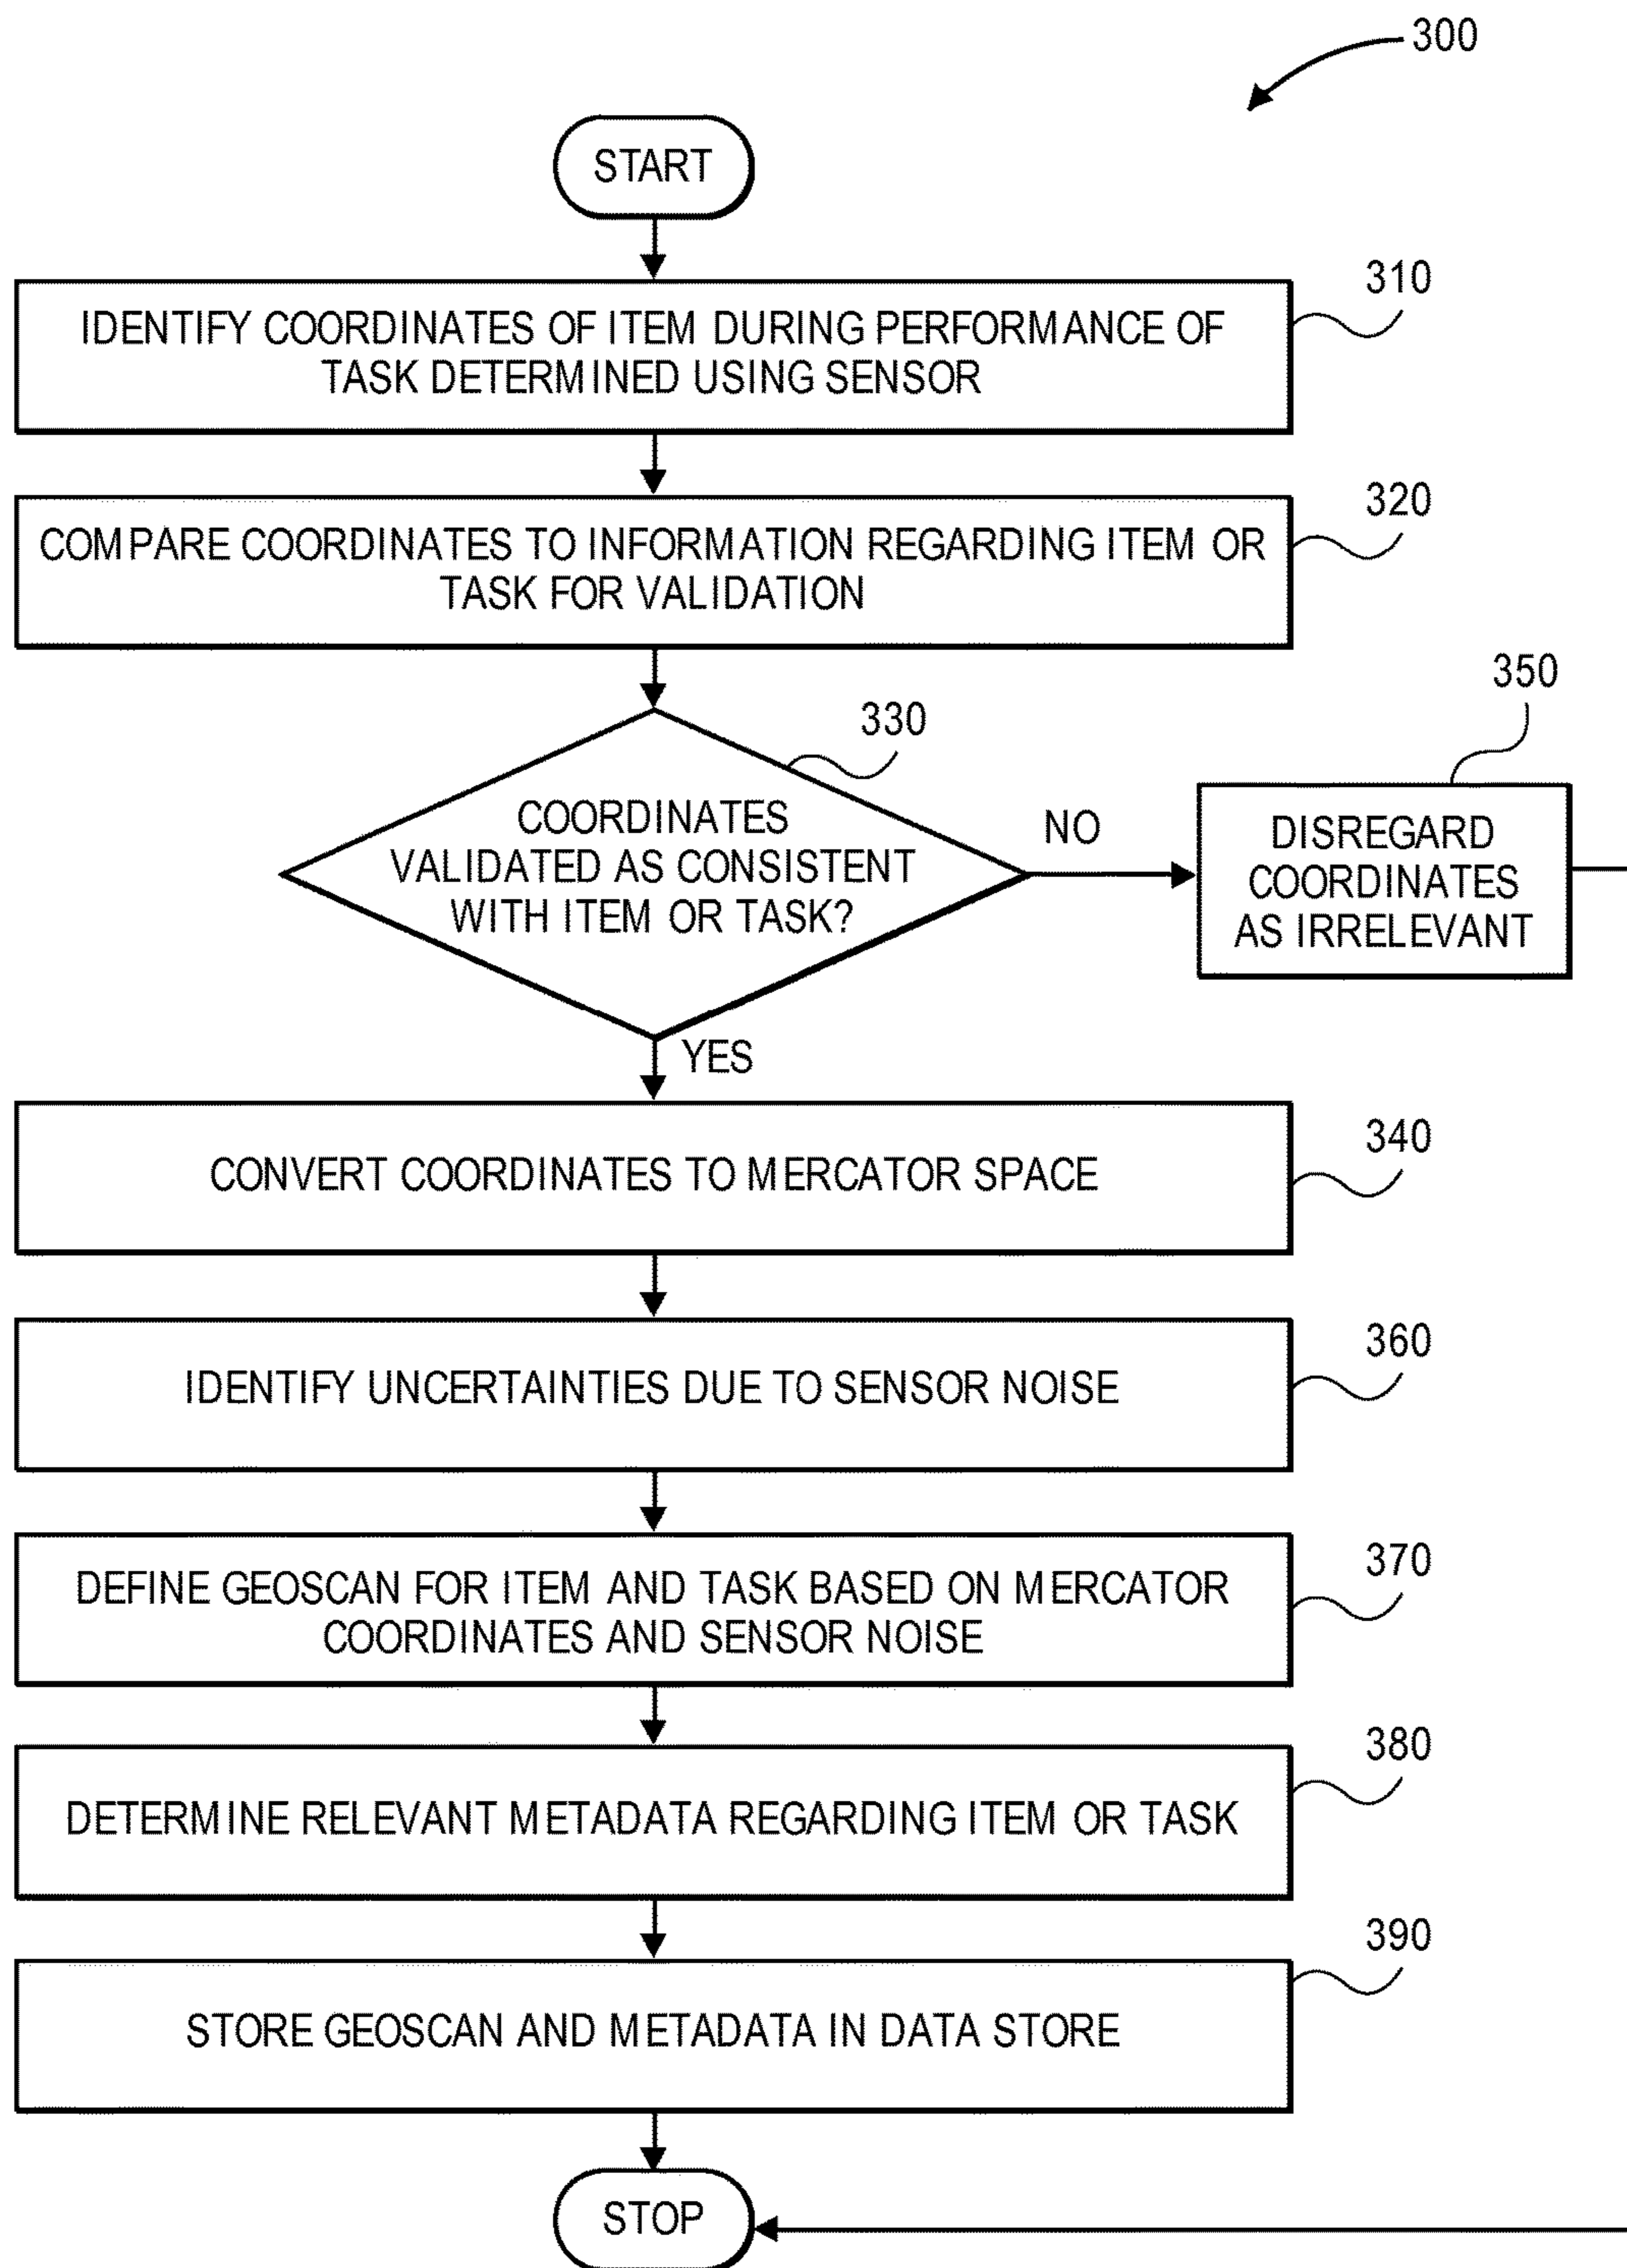 300
START
310
IDENTIFY COORDINATES OF ITEM DURING PERFORMANCE OF
TASK DETERMINED USING SENSOR
320
COMPARE COORDINATES TO INFORMATION REGARDING ITEM OR
TASK FOR VALIDATION
330
COORDINATES
VALIDATED AS CONSISTENT
WITH ITEM OR TASK?
NO
350
DISREGARD
COORDINATES
AS IRRELEVANT
YES
340
CONVERT COORDINATES TO MERCATOR SPACE
360
IDENTIFY UNCERTAINTIES DUE TO SENSOR NOISE
370
DEFINE GEOSCAN FOR ITEM AND TASK BASED ON MERCATOR
COORDINATES AND SENSOR NOISE
380
DETERMINE RELEVANT METADATA REGARDING ITEM OR TASK
390
STORE GEOSCAN AND METADATA IN DATA STORE
STOP